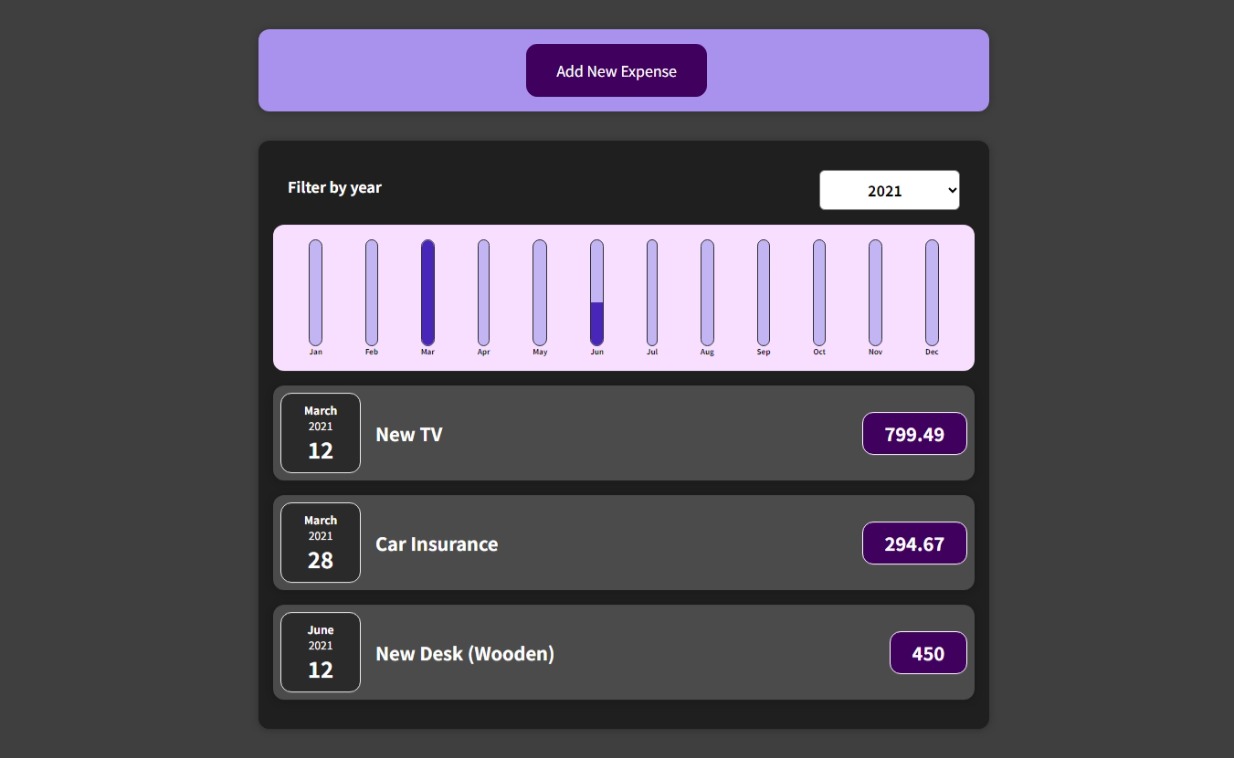 Add New Expense
Filter by year
2021
Jan Feb Mar Apr May Jun Jul Aug Sep Oct Nov Dec
March
2021
12
New TV
799.49
March
2021
28
Car Insurance
294.67
June
2021
12
New Desk (Wooden)
450